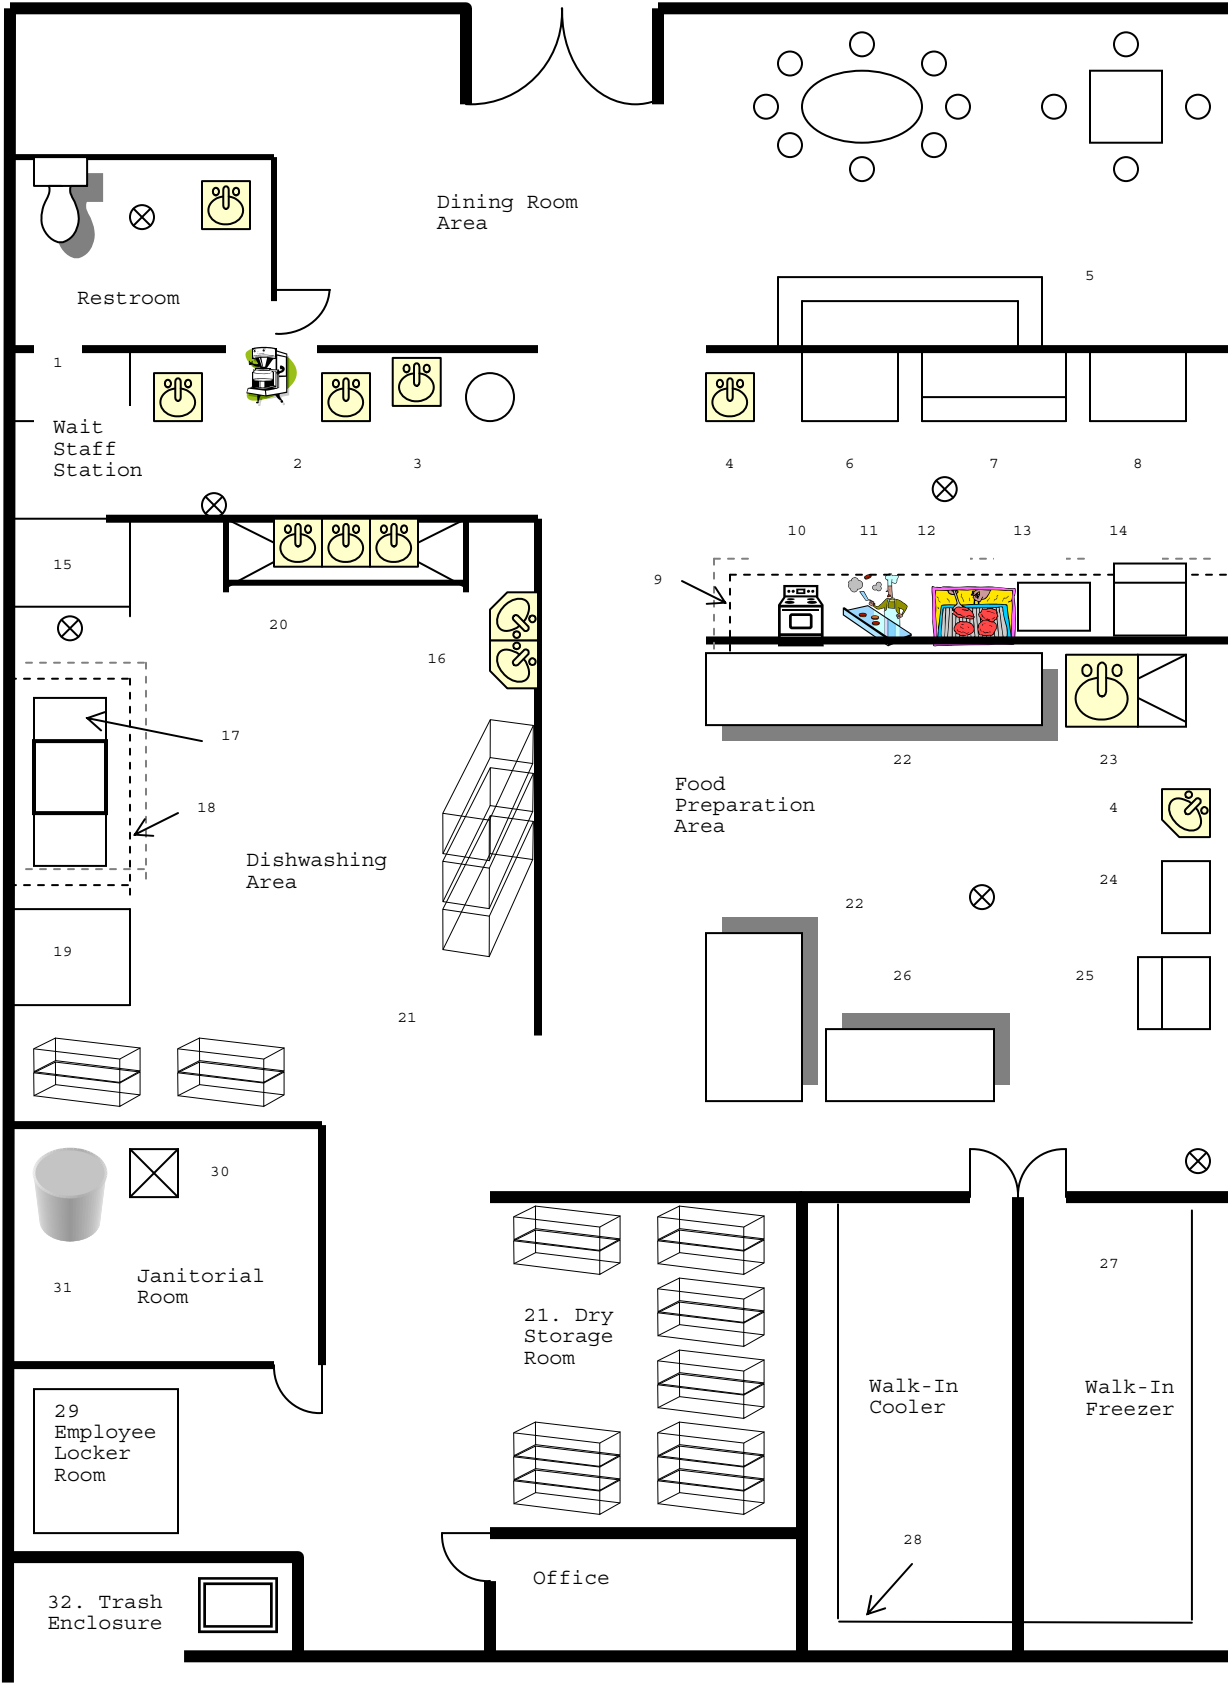 Dining Room
Area
5
Restroom
1
Wait
Staff
Station
2
3
4
6
7
8
10
11
12
13
14
9
15
20
16
17
18
22
23
Food
Preparation
Area
4
Dishwashing
Area
24
22
19
26
25
21
30
31
Janitorial
Room
27
21. Dry
Storage
Room
Walk-In
Cooler
Walk-In
Freezer
29
Employee
Locker
Room
28
32. Trash
Enclosure
Office